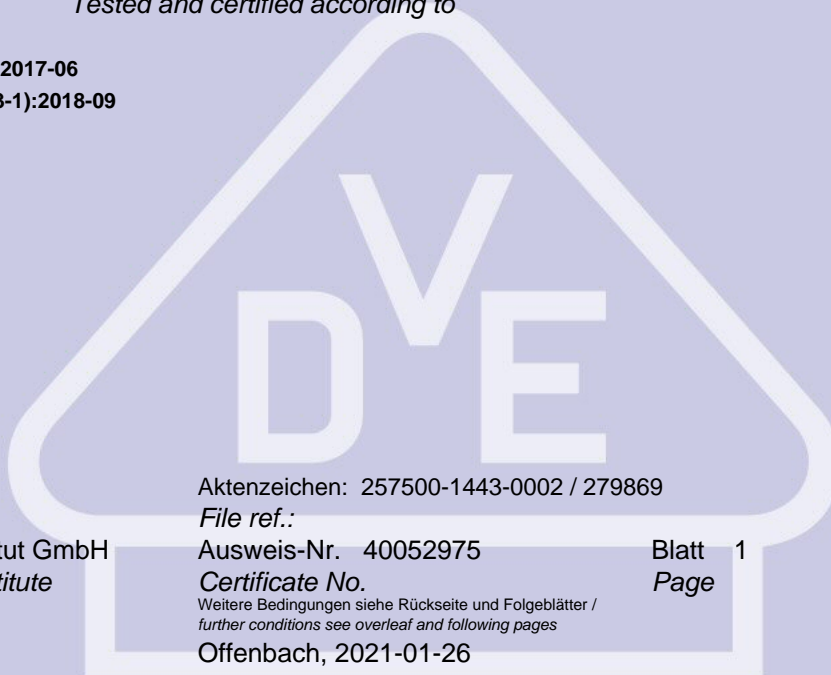 Tested and certified according to
2017-06
-1):2018-09
DVE
Aktenzeichen: 257500-1443-0002 / 279869
File ref.:
tut GmbH Ausweis-Nr. 40052975 Blatt 1
titute Certificate No. Page
Weitere Bedingungen siehe Rückseite und Folgeblätter /
further conditions see overleaf and following pages
Offenbach, 2021-01-26